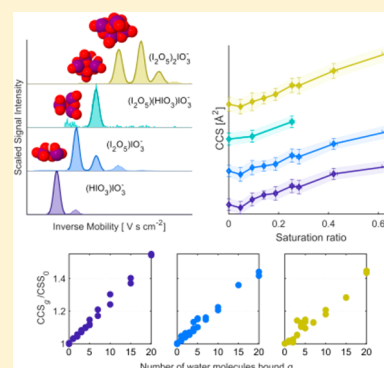 Scaled Signal Intensity
(I₂O₅)₂IO₃⁻
(I₂O₅)(HIO₃)IO₃⁻
(I₂O₅)IO₃⁻
(HIO₃)IO₃⁻
Inverse Mobility [ V s cm⁻²]
CCS [Å²]
0 0.2 0.4 0.6
Saturation ratio
CCS_g/CSS₀
1.4
1.2
1
0 5 10 15 20
0 5 10 15 20
0 5 10 15 20
Number of water molecules bound g